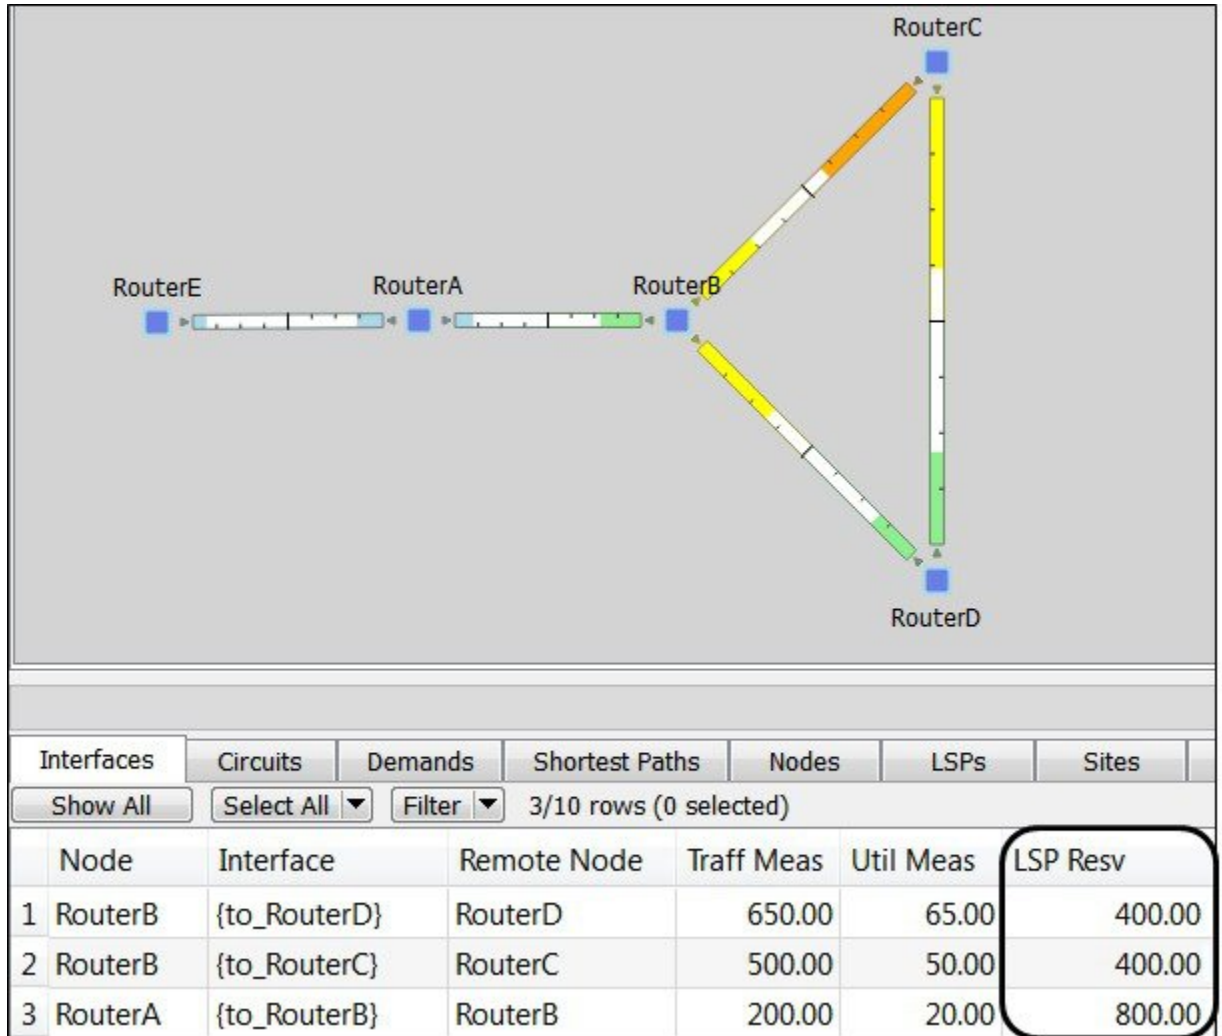 RouterC
RouterE RouterA RouterB
RouterD
Interfaces Circuits Demands Shortest Paths Nodes LSPs Sites
Show All Select All Filter 3/10 rows (0 selected)
Node Interface Remote Node Traff Meas Util Meas LSP Resv
1 RouterB {to_RouterD} RouterD 650.00 65.00 400.00
2 RouterB {to_RouterC} RouterC 500.00 50.00 400.00
3 RouterA {to_RouterB} RouterB 200.00 20.00 800.00